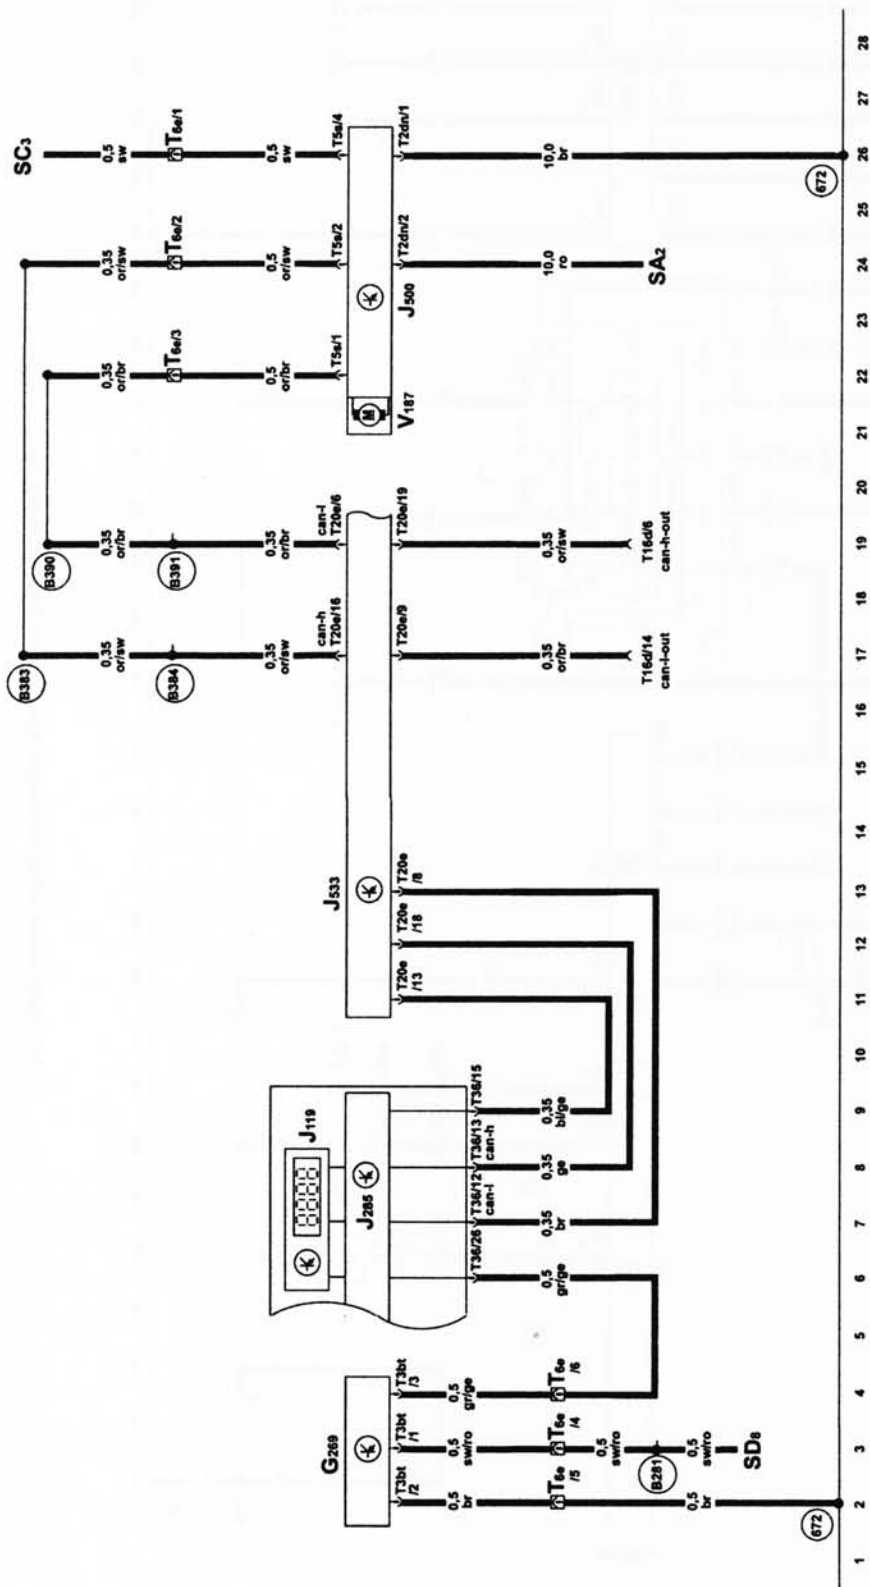 SC3
0,5
sw
T6e/1
0,5
sw
T5s/4
T2dn/1
10,0
br
672
0,35
or/sw
T6e/2
0,5
or/sw
T5s/2
T2dn/2
10,0
ro
SA2
0,35
or/br
T6e/3
0,5
or/br
T5s/1
J500
M
V187
B390
0,35
or/br
B391
0,35
or/br
can-l
T20e/6
T20e/19
0,35
or/sw
T16d/6
can-h-out
B383
0,35
or/sw
B384
0,35
or/sw
can-h
T20e/16
T20e/9
0,35
or/br
T16d/14
can-l-out
J533
T20e
/8
T20e
/18
T20e
/13
J119
J285
T36/15
0,35
bl/ge
T36/13
can-h
0,35
ge
T36/12
can-l
0,35
br
T36/26
0,5
gr/ge
G269
T3bt
/3
0,5
gr/ge
T6e
/6
T3bt
/1
0,5
sw/ro
T6e
/4
0,5
sw/ro
B281
0,5
sw/ro
SD8
T3bt
/2
0,5
br
T6e
/5
0,5
br
672
1 2 3 4 5 6 7 8 9 10 11 12 13 14 15 16 17 18 19 20 21 22 23 24 25 26 27 28